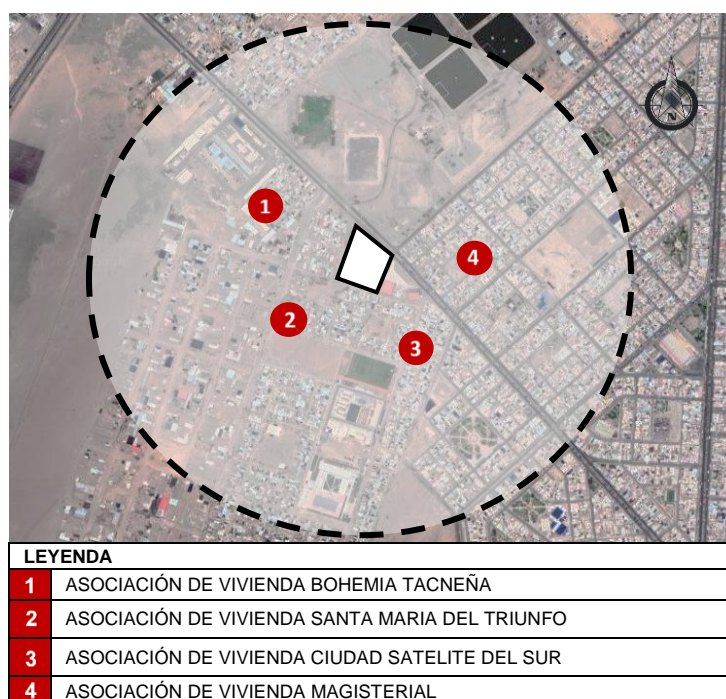 1
4
2
3
N
LEYENDA
1 ASOCIACIÓN DE VIVIENDA BOHEMIA TACNEÑA
2 ASOCIACIÓN DE VIVIENDA SANTA MARIA DEL TRIUNFO
3 ASOCIACIÓN DE VIVIENDA CIUDAD SATELITE DEL SUR
4 ASOCIACIÓN DE VIVIENDA MAGISTERIAL